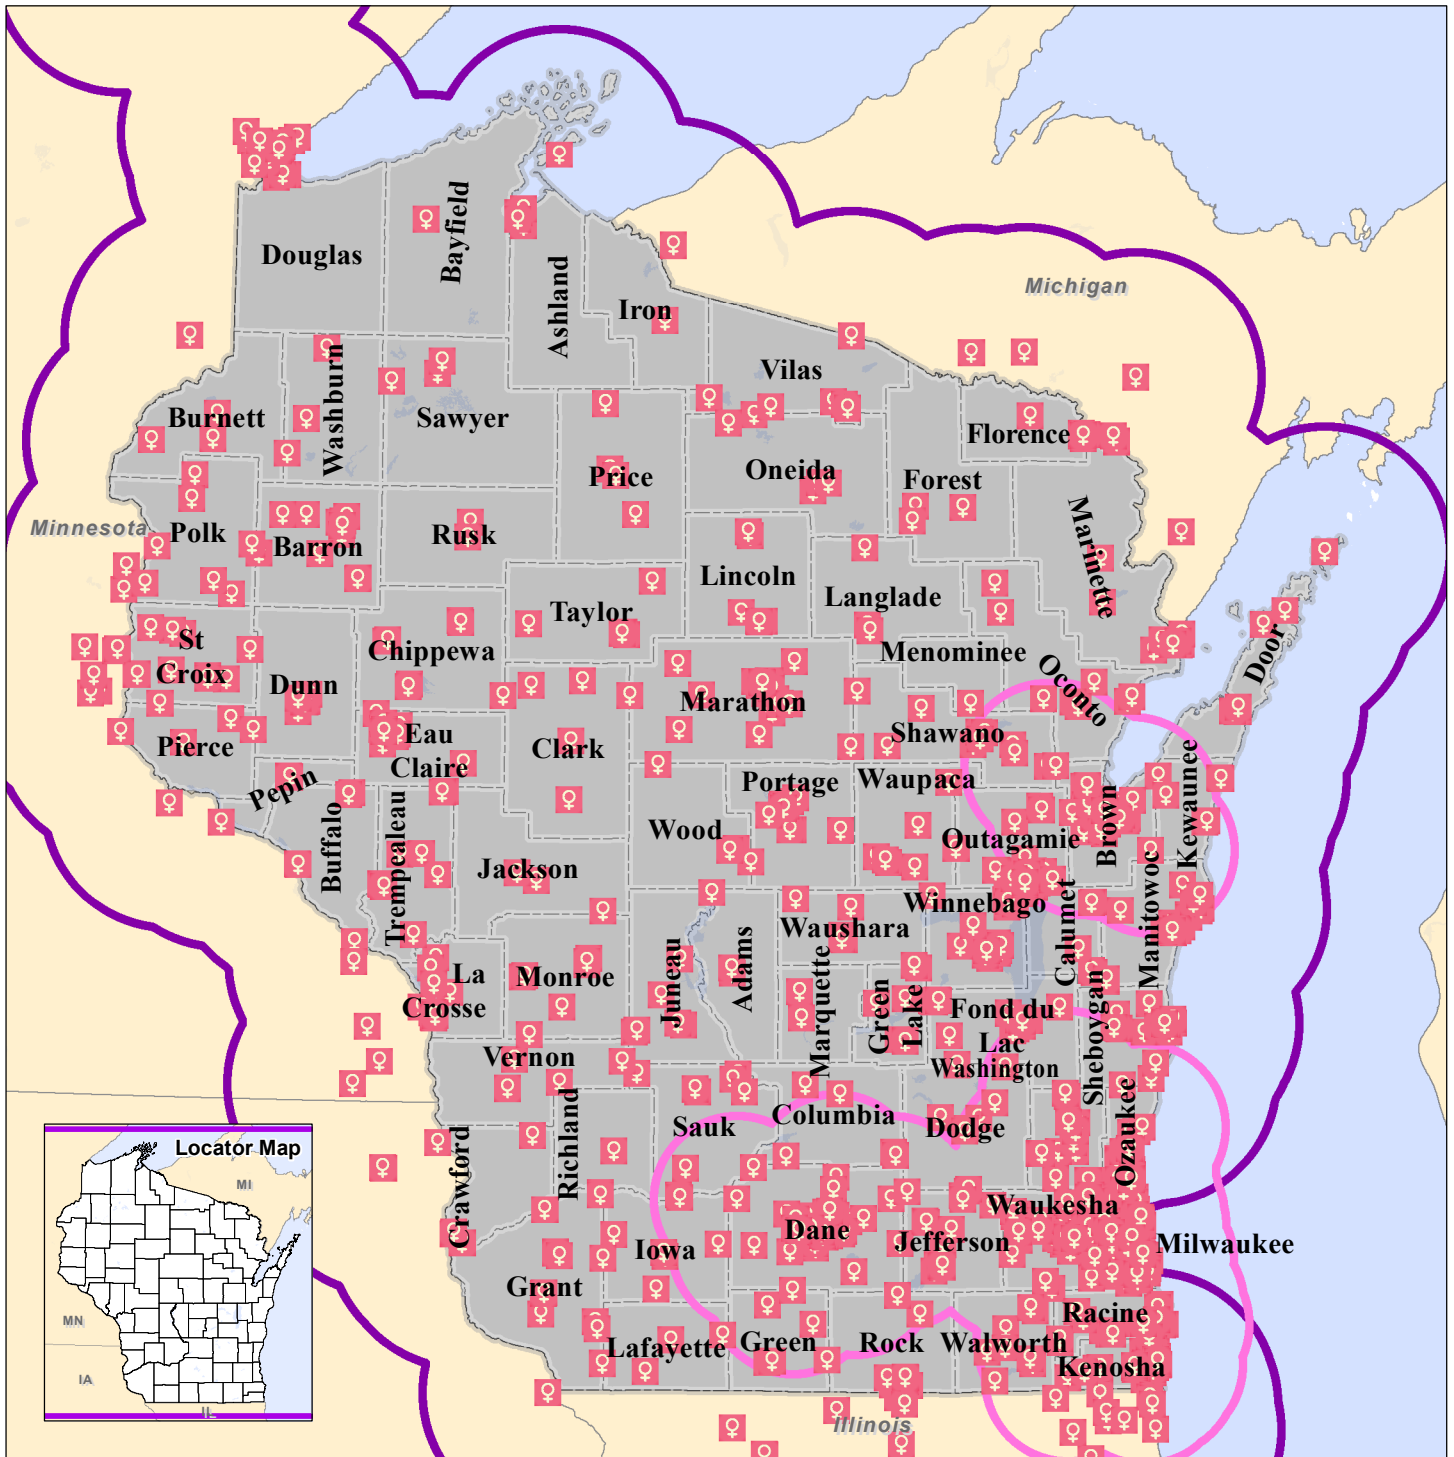 Michigan
Douglas
Bayfield
Ashland
Iron
Vilas
Burnett
Washburn
Sawyer
Florence
Price
Oneida
Forest
Minnesota
Polk
Barron
Rusk
Marinette
Lincoln
Langlade
Taylor
St
Croix
Chippewa
Menominee
Door
Dunn
Marathon
Oconto
Pierce
Eau
Claire
Clark
Shawano
Pepin
Portage
Waupaca
Kewaunee
Buffalo
Trempealeau
Wood
Outagamie
Brown
Jackson
Winnebago
Calumet
Manitowoc
Waushara
La
Crosse
Monroe
Juneau
Adams
Marquette
Green
Lake
Fond du
Lac
Sheboygan
Vernon
Washington
Richland
Sauk
Columbia
Dodge
Ozaukee
Crawford
Waukesha
Dane
Jefferson
Milwaukee
Iowa
Grant
Racine
Lafayette
Green
Rock
Walworth
Kenosha
Illinois
Locator Map
MI
MN
IA
IL